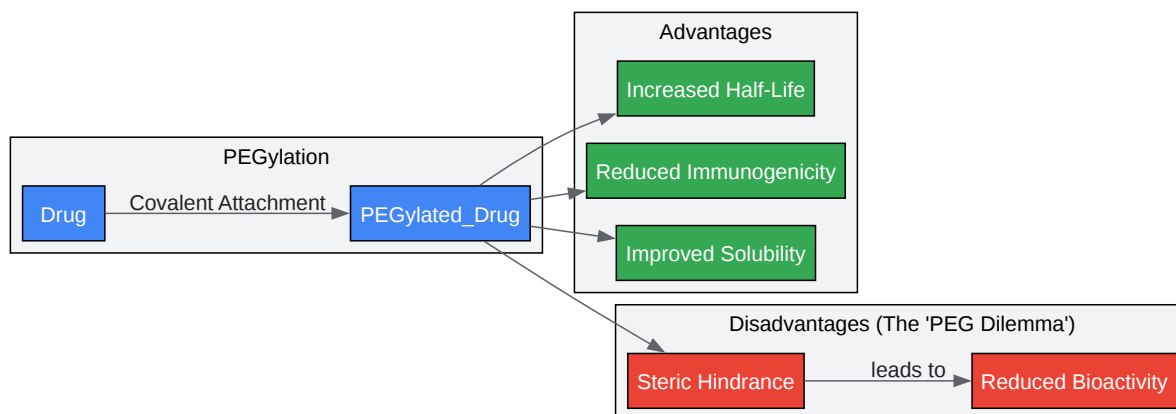 Advantages
Increased Half-Life
PEGylation
Reduced Immunogenicity
Drug
Covalent Attachment
PEGylated_Drug
Improved Solubility
Disadvantages (The 'PEG Dilemma')
Steric Hindrance
leads to
Reduced Bioactivity